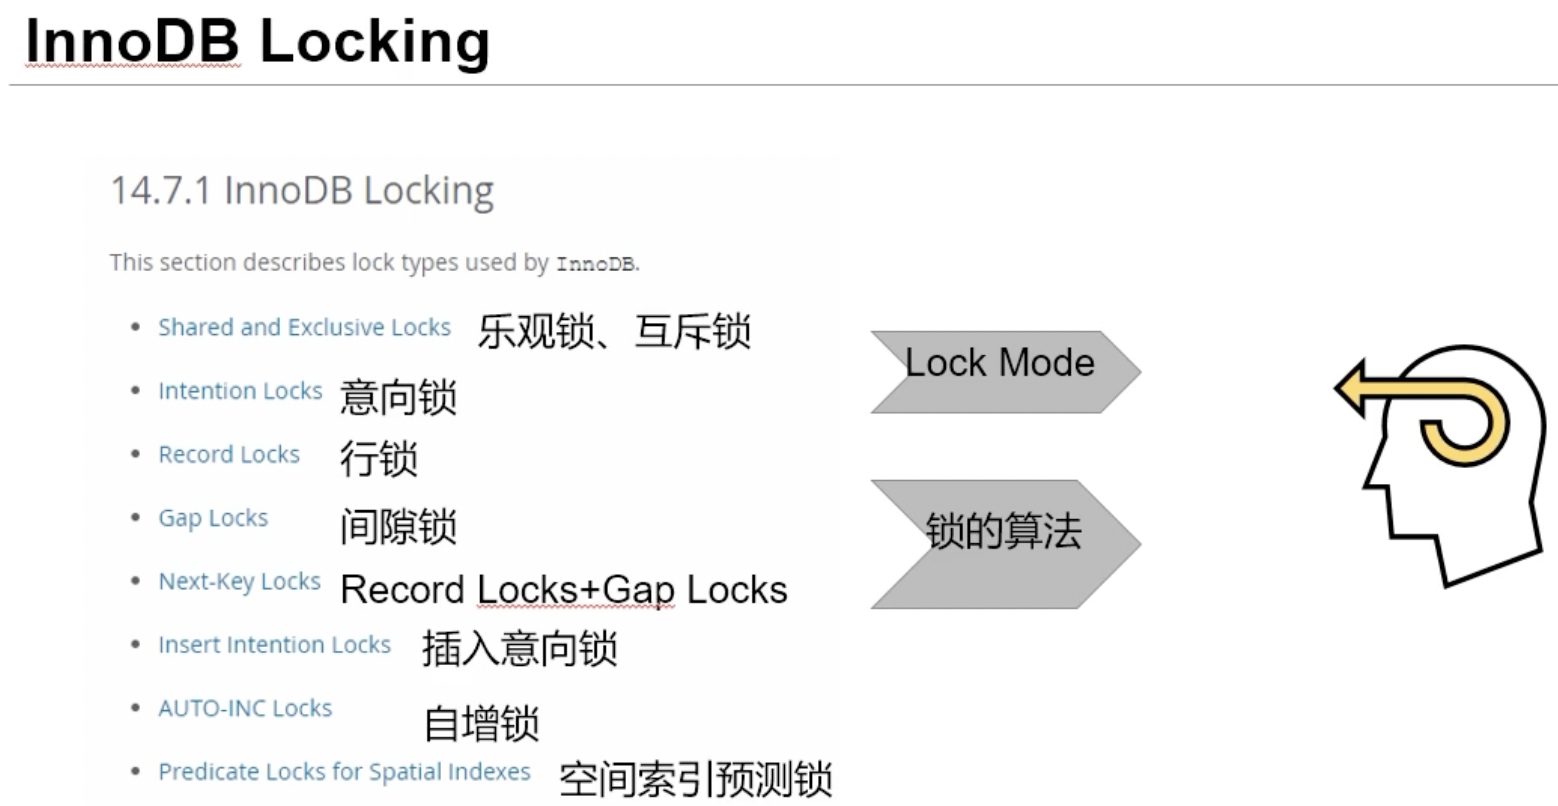 InnoDB Locking
14.7.1 InnoDB Locking
This section describes lock types used by InnoDB.
Shared and Exclusive Locks 乐观锁、互斥锁
Intention Locks 意向锁
Record Locks 行锁
Gap Locks 间隙锁
Next-Key Locks Record Locks+Gap Locks
Insert Intention Locks 插入意向锁
AUTO-INC Locks 自增锁
Predicate Locks for Spatial Indexes 空间索引预测锁
Lock Mode
锁的算法